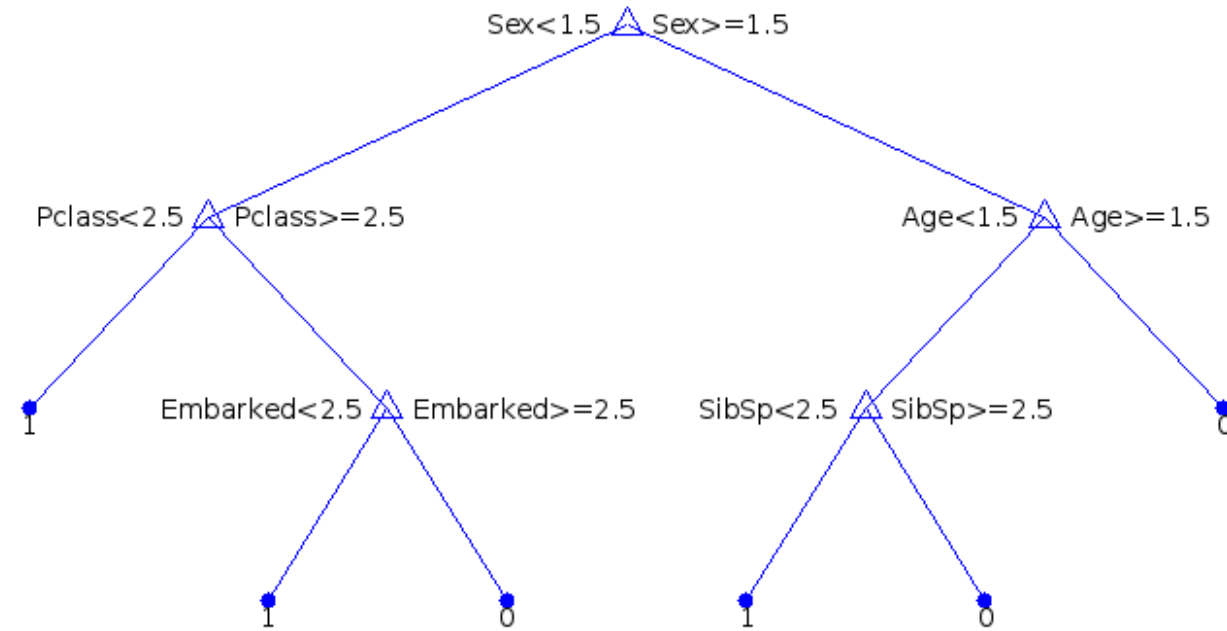 Sex<1.5 Sex>=1.5
Pclass<2.5 Pclass>=2.5 Age<1.5 Age>=1.5
1 Embarked<2.5 Embarked>=2.5 SibSp<2.5 SibSp>=2.5 0
1 0 1 0